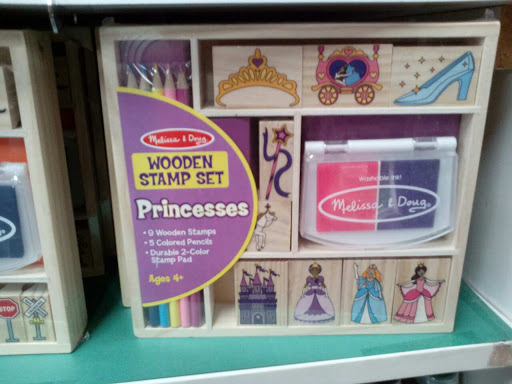 Melissa & Doug
WOODEN
STAMP SET
Princesses
• 9 Wooden Stamps
• 5 Colored Pencils
• Durable 2-Color
Stamp Pad
Ages 4+
Washable Ink!
Melissa & Doug
STOP